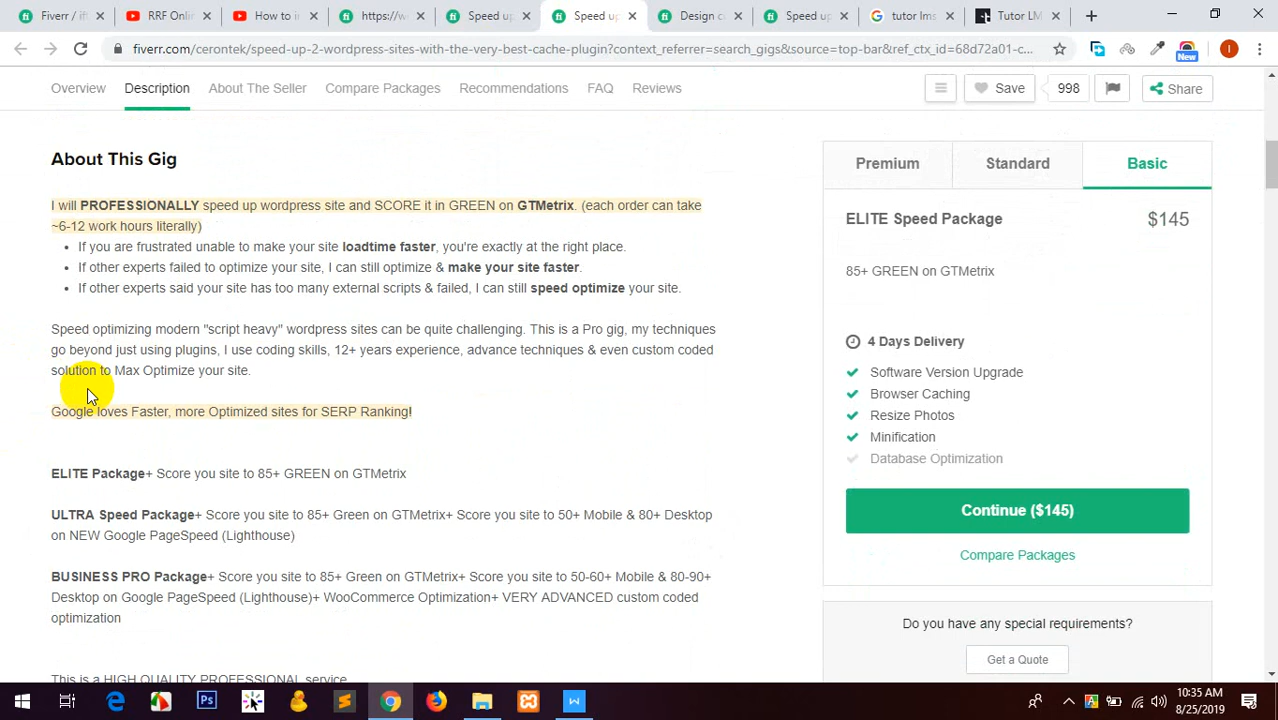 Fiverr / ifl
RRF Onli
How to i
https://w
Speed up
Speed up
Design c
Speed up
tutor lms
Tutor LM
fiverr.com/cerontek/speed-up-2-wordpress-sites-with-the-very-best-cache-plugin?context_referrer=search_gigs&source=top-bar&ref_ctx_id=68d72a01-c...
New
I
Overview
Description
About The Seller
Compare Packages
Recommendations
FAQ
Reviews
Save
998
Share
About This Gig
I will PROFESSIONALLY speed up wordpress site and SCORE it in GREEN on GTMetrix. (each order can take
~6-12 work hours literally)
• If you are frustrated unable to make your site loadtime faster, you're exactly at the right place.
• If other experts failed to optimize your site, I can still optimize & make your site faster.
• If other experts said your site has too many external scripts & failed, I can still speed optimize your site.
Speed optimizing modern "script heavy" wordpress sites can be quite challenging. This is a Pro gig, my techniques
go beyond just using plugins, I use coding skills, 12+ years experience, advance techniques & even custom coded
solution to Max Optimize your site.
Google loves Faster, more Optimized sites for SERP Ranking!
ELITE Package+ Score you site to 85+ GREEN on GTMetrix
ULTRA Speed Package+ Score you site to 85+ Green on GTMetrix+ Score you site to 50+ Mobile & 80+ Desktop
on NEW Google PageSpeed (Lighthouse)
BUSINESS PRO Package+ Score you site to 85+ Green on GTMetrix+ Score you site to 50-60+ Mobile & 80-90+
Desktop on Google PageSpeed (Lighthouse)+ WooCommerce Optimization+ VERY ADVANCED custom coded
optimization
This is a HIGH QUALITY PROFESSIONAL service
Premium
Standard
Basic
ELITE Speed Package
$145
85+ GREEN on GTMetrix
4 Days Delivery
Software Version Upgrade
Browser Caching
Resize Photos
Minification
Database Optimization
Continue ($145)
Compare Packages
Do you have any special requirements?
Get a Quote
10:35 AM
8/25/2019